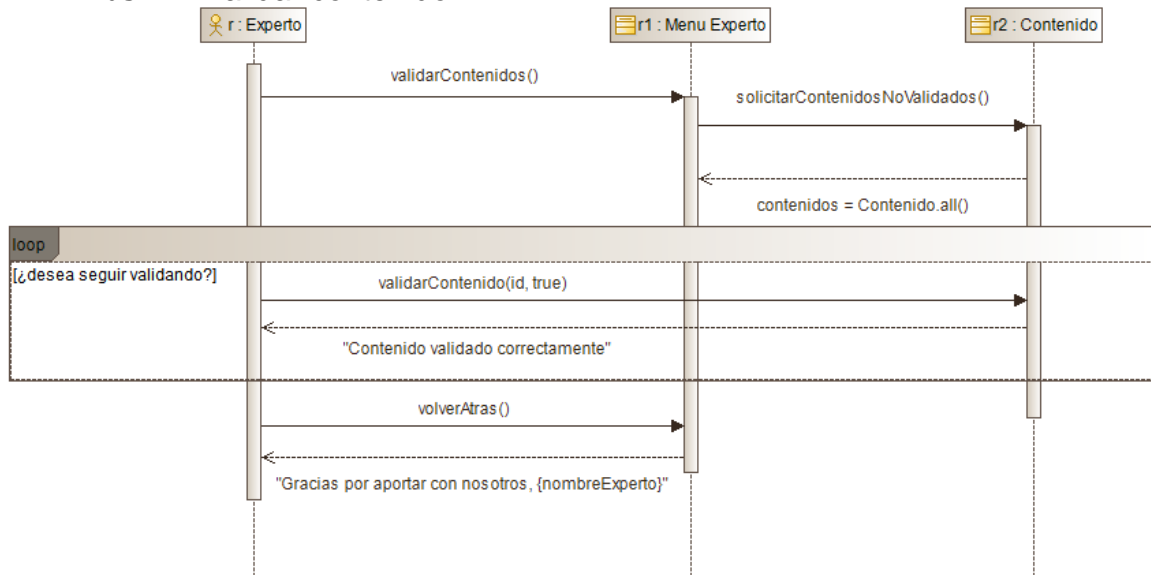 r : Experto
r1 : Menu Experto
r2 : Contenido
validarContenidos()
solicitarContenidosNoValidados()
contenidos = Contenido.all()
loop
[¿desea seguir validando?]
validarContenido(id, true)
"Contenido validado correctamente"
volverAtras()
"Gracias por aportar con nosotros, {nombreExperto}"